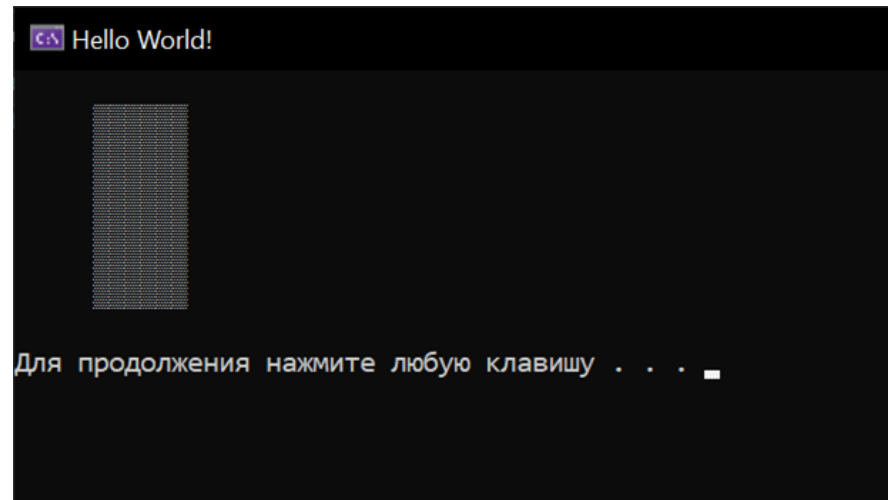 C:\ Hello World!
Для продолжения нажмите любую клавишу . . .